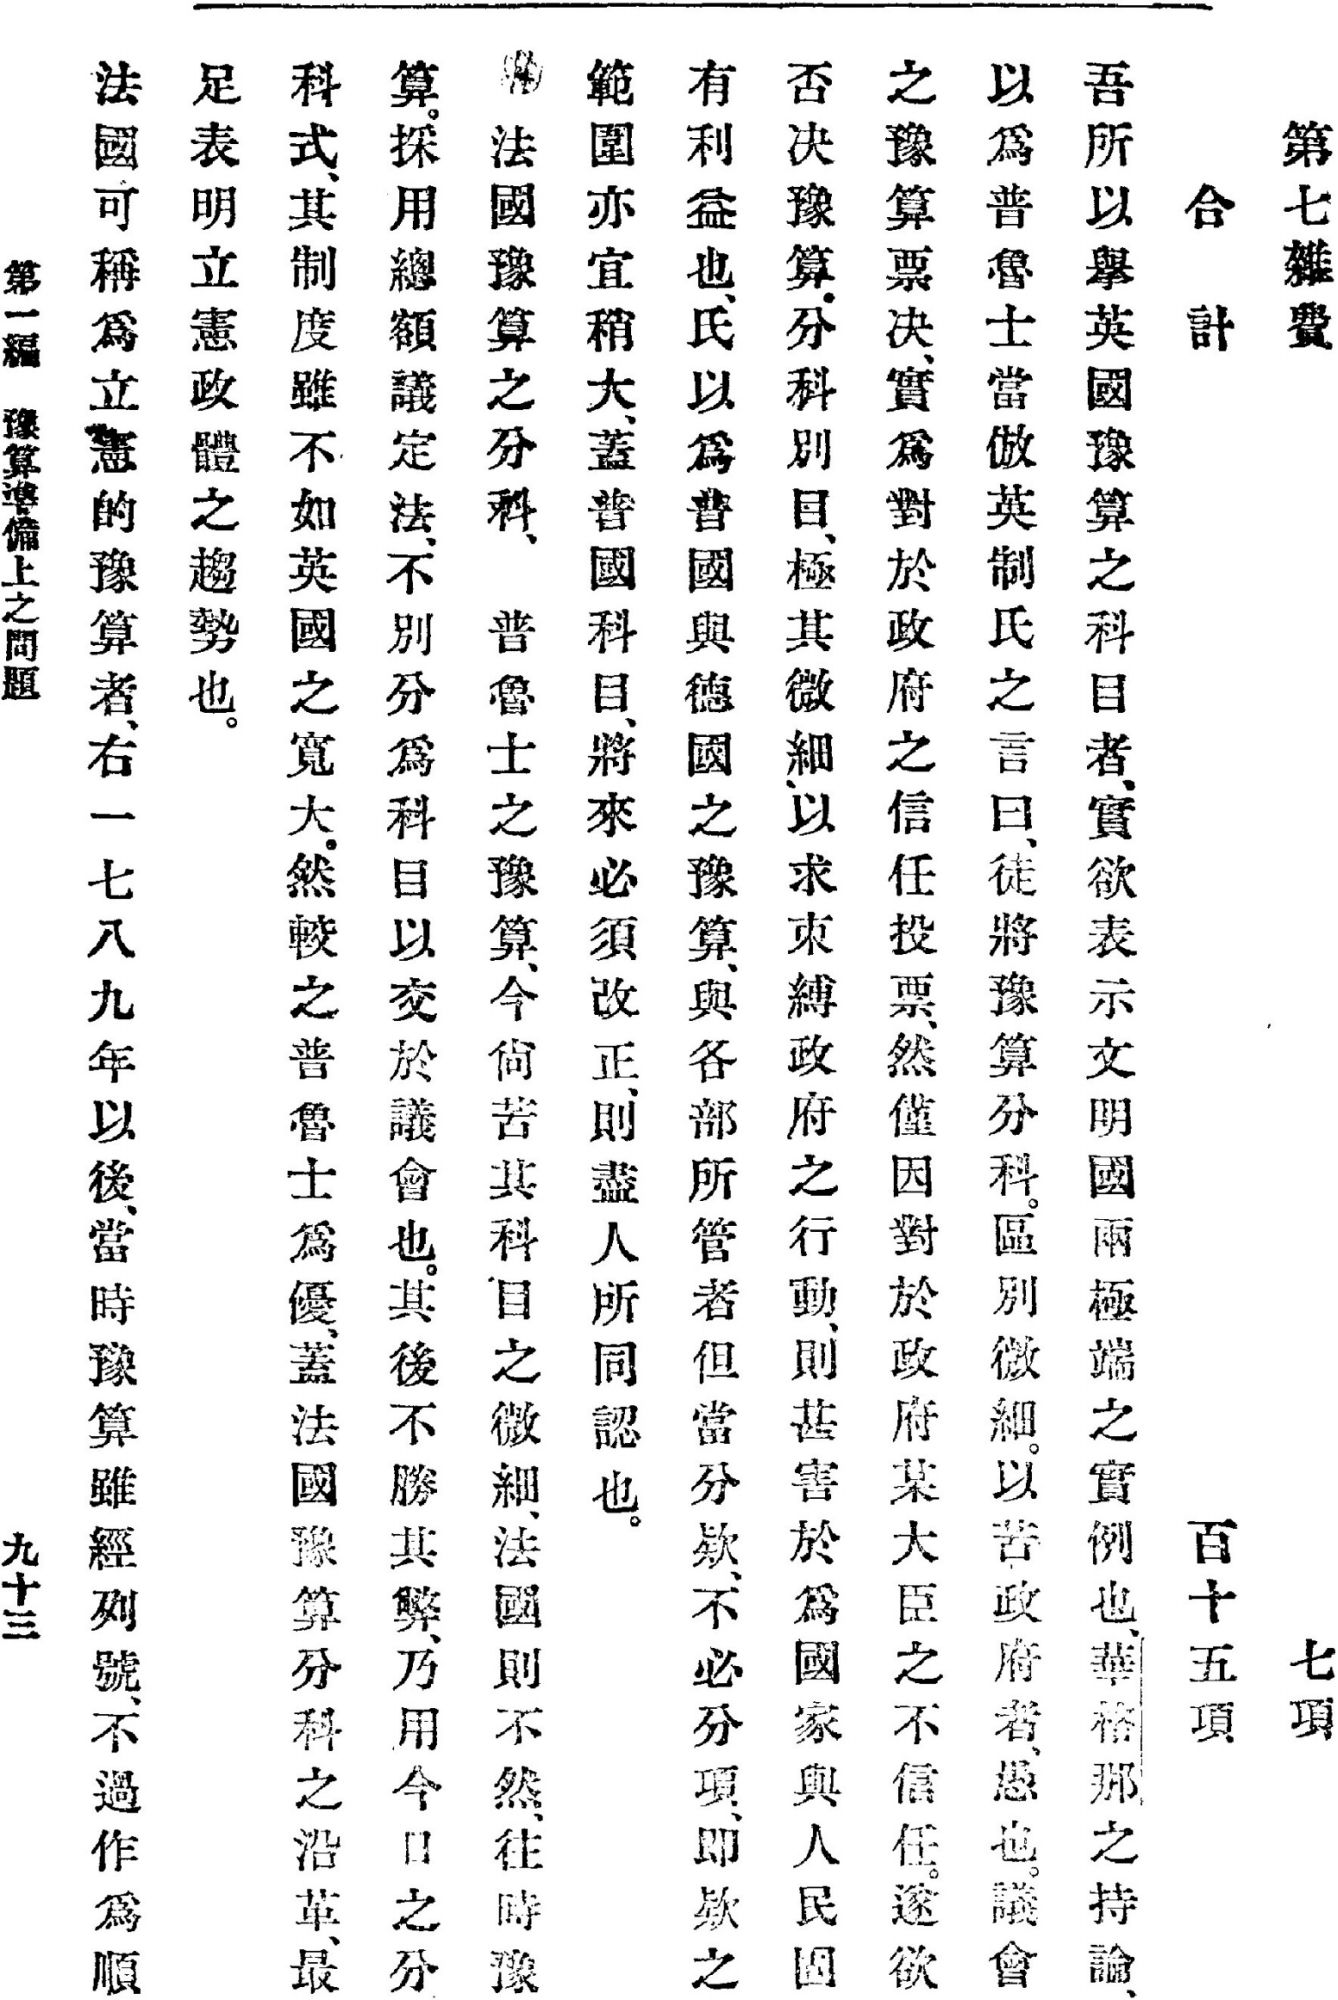 第七雜費　七項
合　計　百十五項
吾所以擧英國豫算之科目者、實欲表示文明國兩極端之實例也、華格那之持論、
以爲普魯士當倣英制氏之言曰、徒將豫算分科。區別微細。以苦政府者、愚也。議會
之豫算票决、實爲對於政府之信任投票、然僅因對於政府某大臣之不信任。遂欲
否决豫算、分科別目、極其微細、以求束縛政府之行動、則甚害於爲國家與人民固
有利益也、氏以爲普國與德國之豫算、與各部所管者但當分欵、不必分項、即欵之
範圍亦宜稍大、蓋普國科目、將來必須改正、則盡人所同認也。
法國豫算之分科、　普魯士之豫算、今尙苦其科目之微細、法國則不然、往時豫
算。採用總額議定法、不別分爲科目以交於議會也。其後不勝其弊、乃用今日之分
科式、其制度雖不如英國之寬大。然較之普魯士爲優、蓋法國豫算分科之沿革、最
足表明立憲政體之趨勢也。
法國可稱爲立憲的豫算者、右一七八九年以後、當時豫算雖經列號、不過作爲順
第一編　豫算準備上之問題　九十三